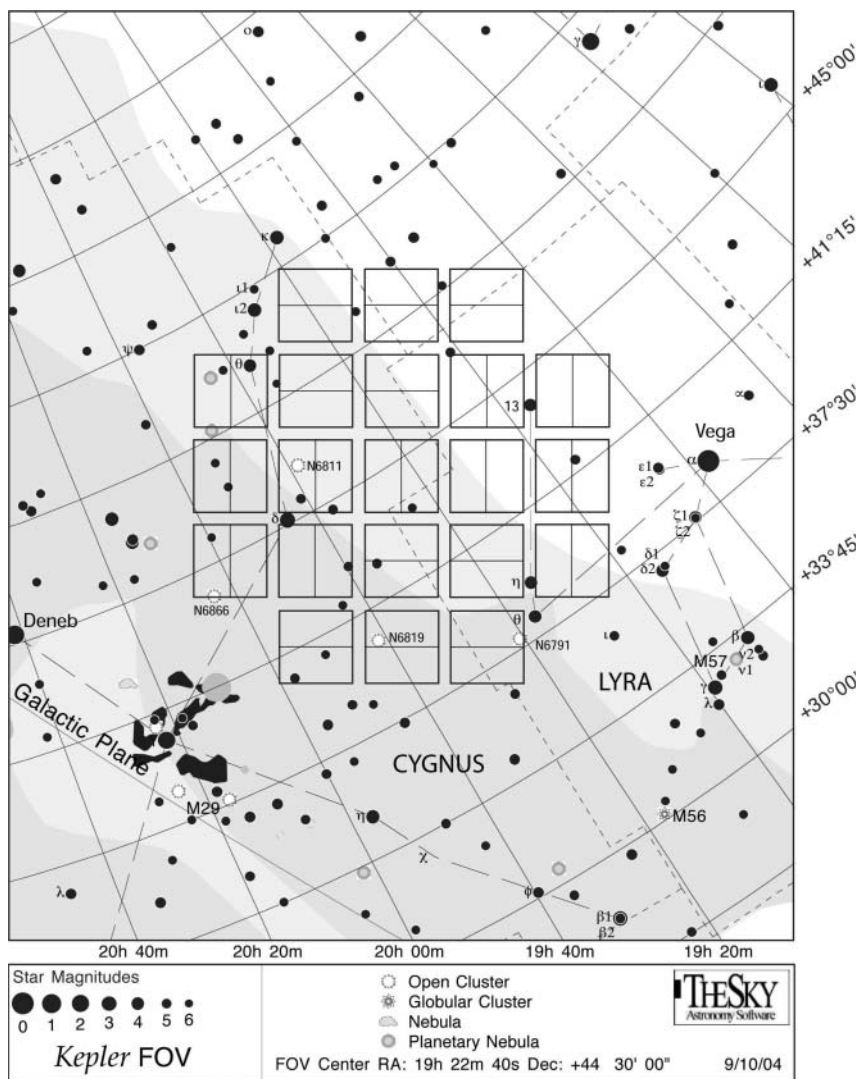 ο
γ
ι
+45°00'
κ
+41°15'
ι1
ι2
ψ
θ
+37°30'
α
13
Vega
α
ε1
ε2
N6811
ζ1
ζ2
δ
+33°45'
δ1
δ2
η
N6866
θ
Deneb
N6819
N6791
ι
β
M57
ν2
ν1
LYRA
γ
λ
+30°00'
Galactic Plane
CYGNUS
M29
η
M56
χ
λ
φ
β1
β2
20h 40m 20h 20m 20h 00m 19h 40m 19h 20m
Star Magnitudes
0 1 2 3 4 5 6
Kepler FOV
Open Cluster
Globular Cluster
Nebula
Planetary Nebula
FOV Center RA: 19h 22m 40s Dec: +44 30' 00" 9/10/04
THESKY
Astronomy Software